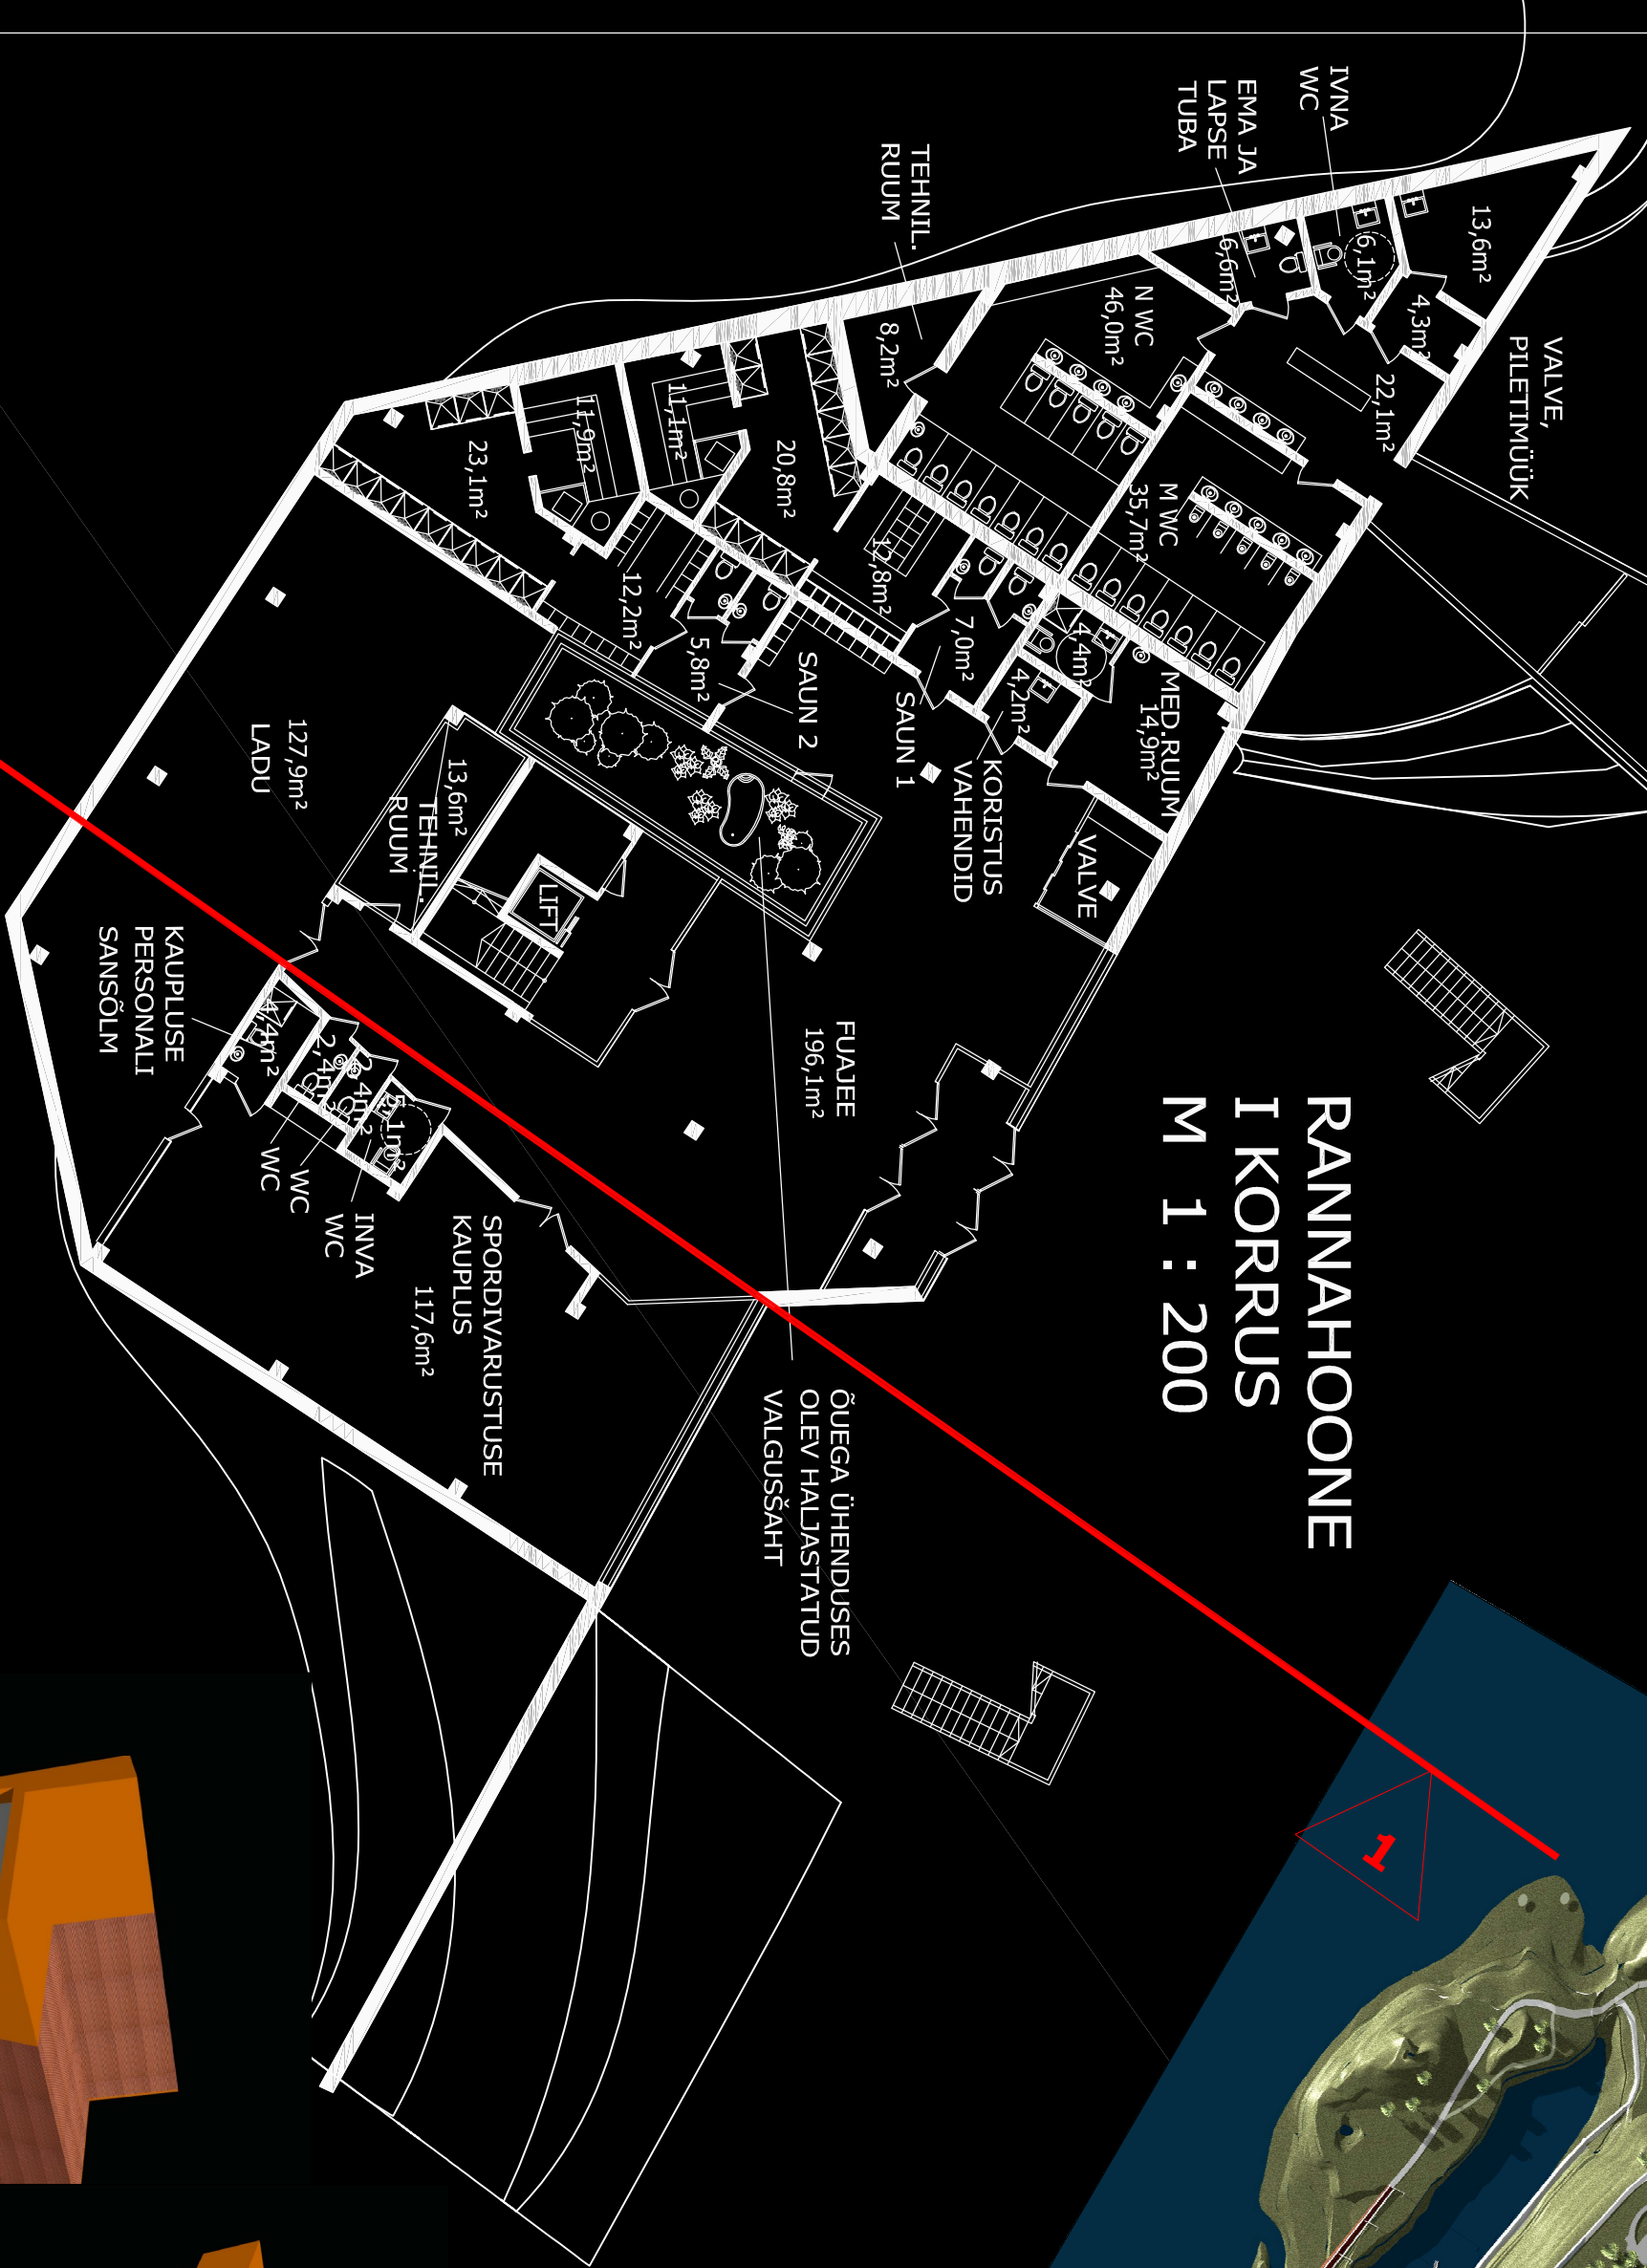 RANNAHOONE
I KORRUS
M 1 : 200
VALVE,
PILETIMÜÜK
13,6m²
4,3m²
22,1m²
IVNA
WC
6,1m²
EMA JA
LAPSE
TUBA
6,6m²
N WC
46,0m²
M WC
35,7m²
TEHNIL.
RUUM
8,2m²
MED.RUUM
14,9m²
4,4m²
4,2m²
7,0m²
12,8m²
20,8m²
11,1m²
11,9m²
23,1m²
12,2m²
5,8m²
SAUN 2
SAUN 1
KORISTUS
VAHENDID
VALVE
127,9m²
LADU
13,6m²
TEHNIL.
RUUM
LIFT
FUAJEE
196,1m²
KAUPLUSE
PERSONALI
SANSÕLM
4,4m²
2,4m²
2,4m²
5,1m²
WC
WC
INVA
WC
SPORDIVARUSTUSE
KAUPLUS
117,6m²
ÕUEGA ÜHENDUSES
OLEV HALJASTATUD
VALGUSŠAHT
1